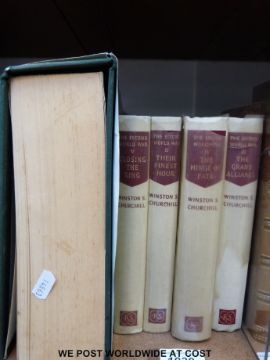 THE SECOND
WORLD WAR
V
CLOSING
THE
RING
WINSTON S.
CHURCHILL
THE SECOND
WORLD WAR
II
THEIR
FINEST
HOUR
WINSTON S.
CHURCHILL
THE SECOND
WORLD WAR
IV
THE
HINGE OF
FATE
WINSTON S.
CHURCHILL
THE SECOND
WORLD WAR
III
THE
GRAND
ALLIANCE
WINSTON S.
CHURCHILL
WE POST WORLDWIDE AT COST